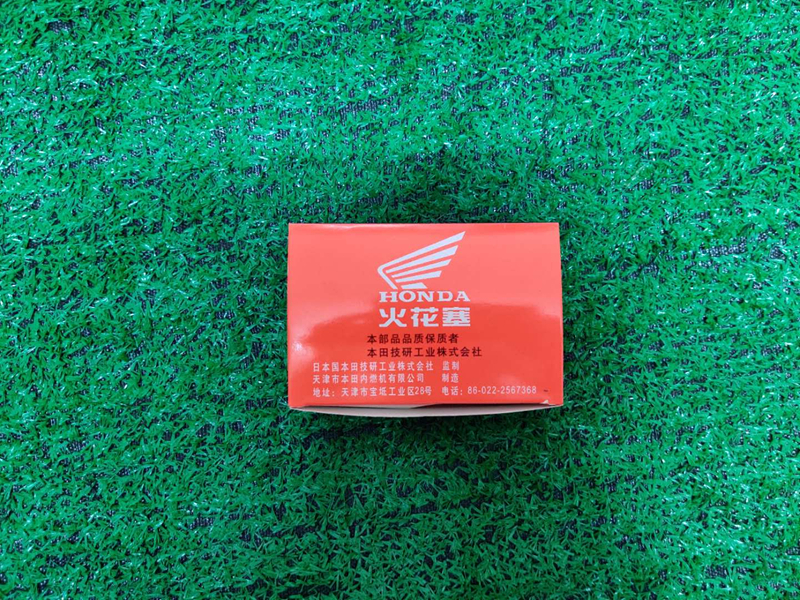 HONDA
火花塞
本部品品质保质者
本田技研工业株式会社
日本国本田技研工业株式会社 监制
天津市本田内燃机有限公司 制造
地址：天津市宝坻工业区28号 电话：86-022-2567368